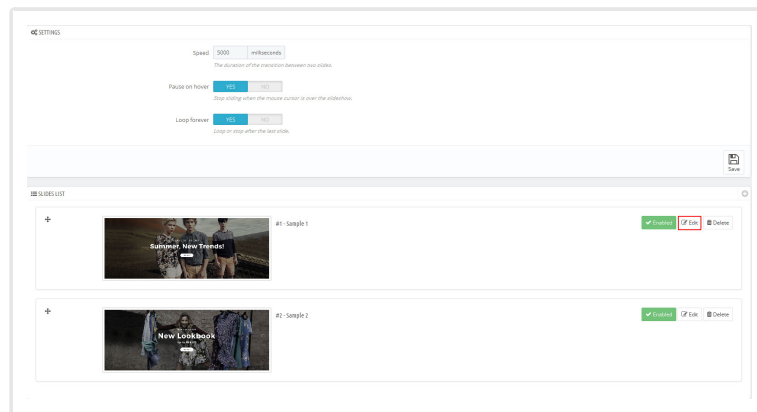 SETTINGS
Speed 5000 milliseconds
The duration of the transition between two slides.
Pause on hover YES NO
Stop sliding when the mouse cursor is over the slideshow.
Loop forever YES NO
Loop or stop after the last slide.
Save
SLIDES LIST
#1 - Sample 1
Enabled Edit Delete
Summer, New Trends!
#2 - Sample 2
Enabled Edit Delete
New Lookbook